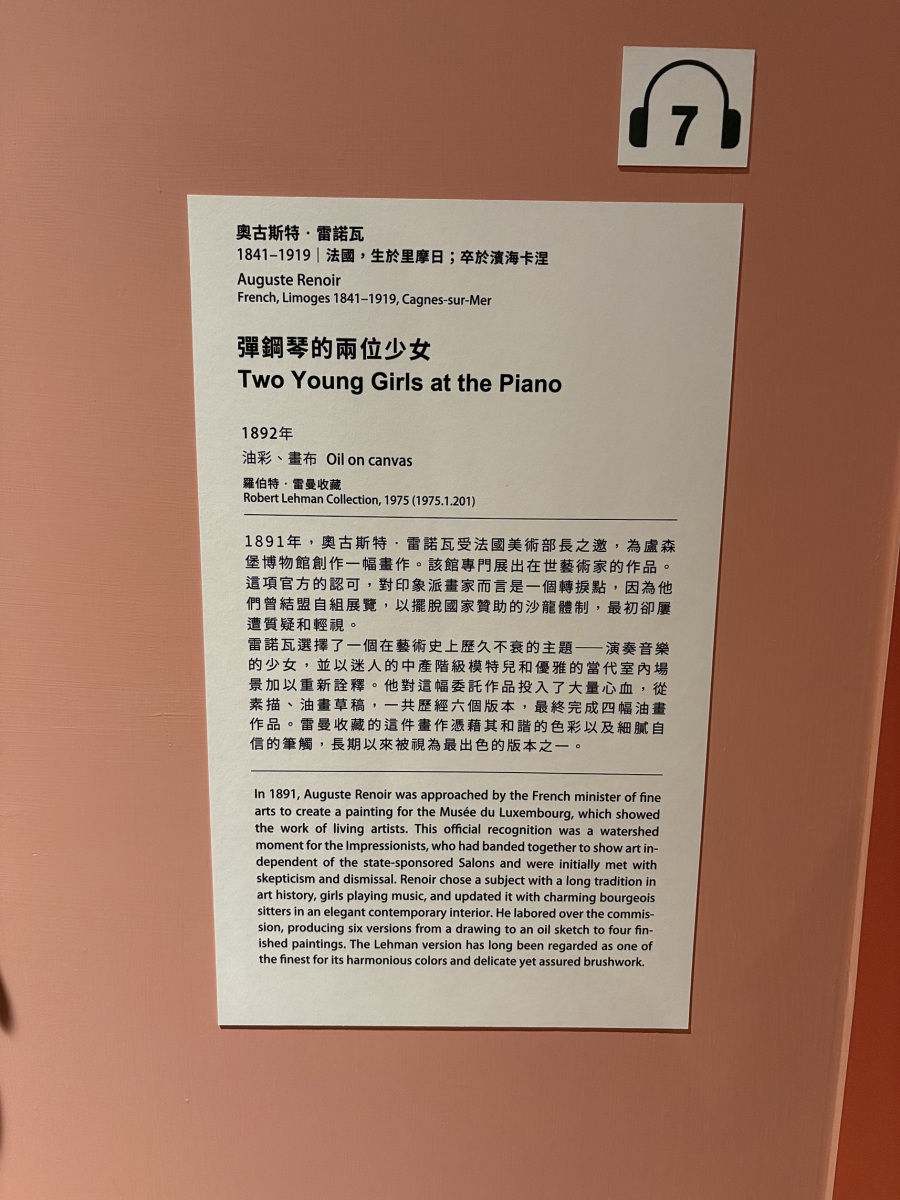 7
奧古斯特．雷諾瓦
1841–1919｜法國，生於里摩日；卒於濱海卡涅
Auguste Renoir
French, Limoges 1841–1919, Cagnes-sur-Mer
彈鋼琴的兩位少女
Two Young Girls at the Piano
1892年
油彩、畫布 Oil on canvas
羅伯特．雷曼收藏
Robert Lehman Collection, 1975 (1975.1.201)
1891年，奧古斯特．雷諾瓦受法國美術部長之邀，為盧森
堡博物館創作一幅畫作。該館專門展出在世藝術家的作品。
這項官方的認可，對印象派畫家而言是一個轉捩點，因為他
們曾結盟自組展覽，以擺脫國家贊助的沙龍體制，最初卻屢
遭質疑和輕視。
雷諾瓦選擇了一個在藝術史上歷久不衰的主題——演奏音樂
的少女，並以迷人的中產階級模特兒和優雅的當代室內場
景加以重新詮釋。他對這幅委託作品投入了大量心血，從
素描、油畫草稿，一共歷經六個版本，最終完成四幅油畫
作品。雷曼收藏的這件畫作憑藉其和諧的色彩以及細膩自
信的筆觸，長期以來被視為最出色的版本之一。
In 1891, Auguste Renoir was approached by the French minister of fine
arts to create a painting for the Musée du Luxembourg, which showed
the work of living artists. This official recognition was a watershed
moment for the Impressionists, who had banded together to show art in-
dependent of the state-sponsored Salons and were initially met with
skepticism and dismissal. Renoir chose a subject with a long tradition in
art history, girls playing music, and updated it with charming bourgeois
sitters in an elegant contemporary interior. He labored over the commis-
sion, producing six versions from a drawing to an oil sketch to four fin-
ished paintings. The Lehman version has long been regarded as one of
the finest for its harmonious colors and delicate yet assured brushwork.